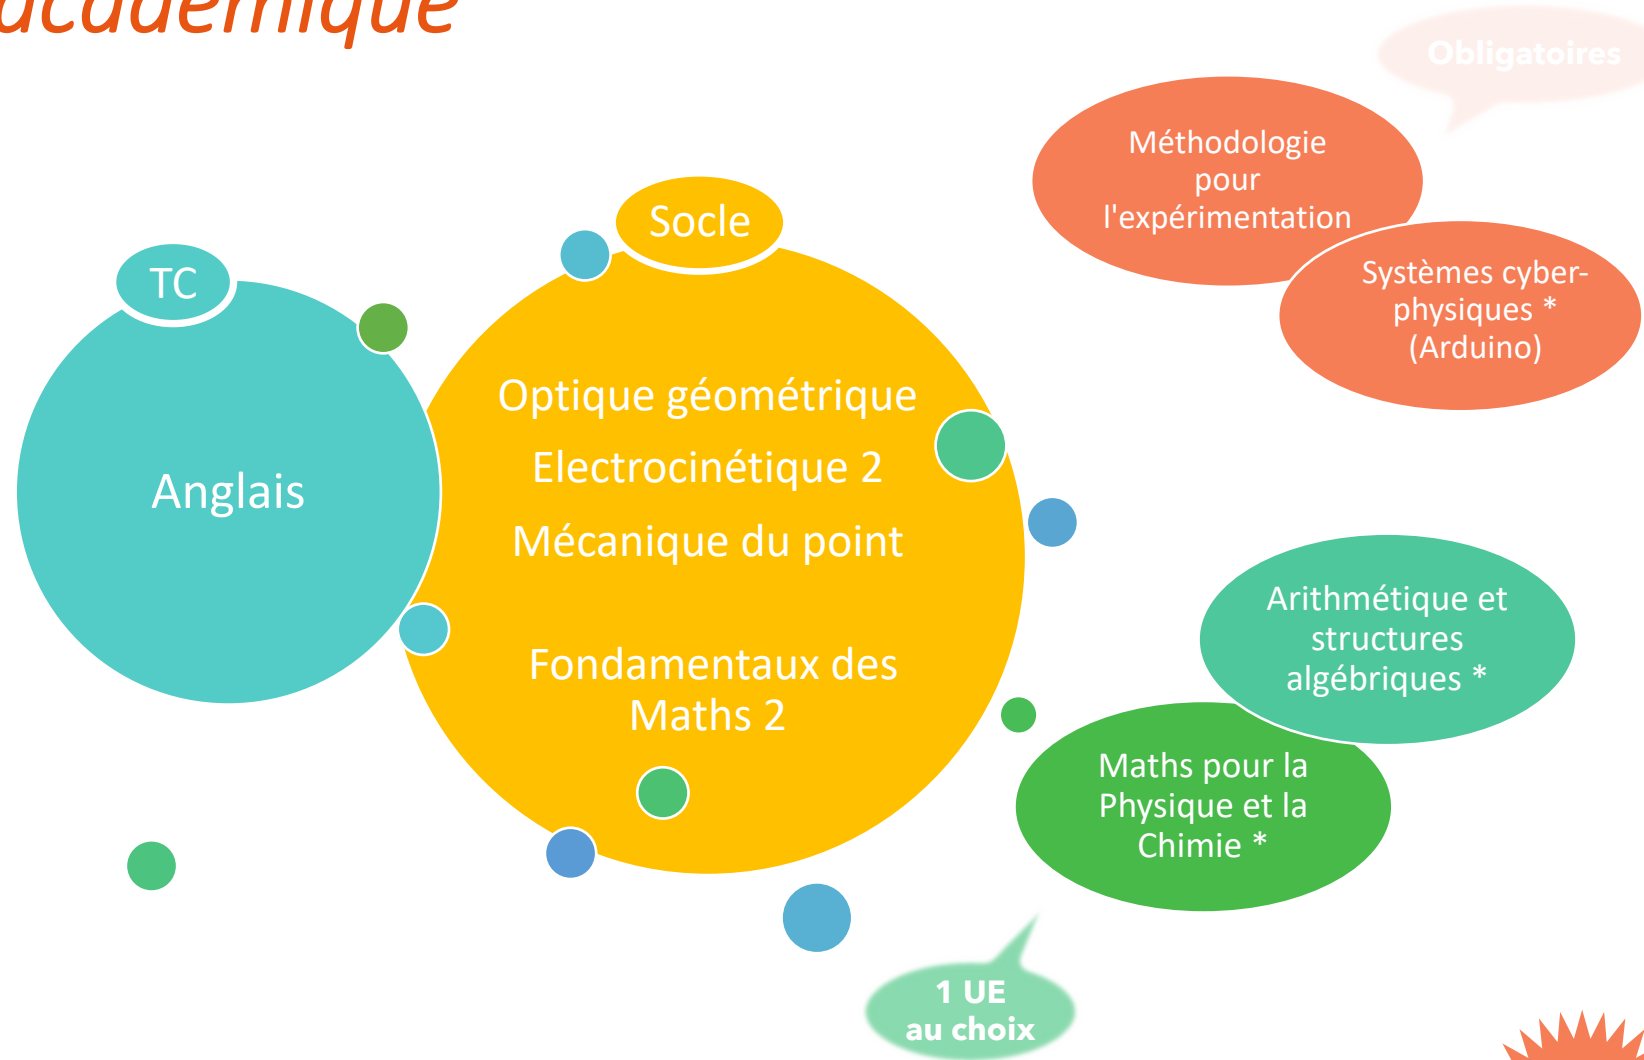 académique
Obligatoires
Méthodologie
pour
l'expérimentation
Systèmes cyber-
physiques *
(Arduino)
Socle
TC
Optique géométrique
Electrocinétique 2
Mécanique du point
Fondamentaux des
Maths 2
Anglais
Arithmétique et
structures
algébriques *
Maths pour la
Physique et la
Chimie *
1 UE
au choix